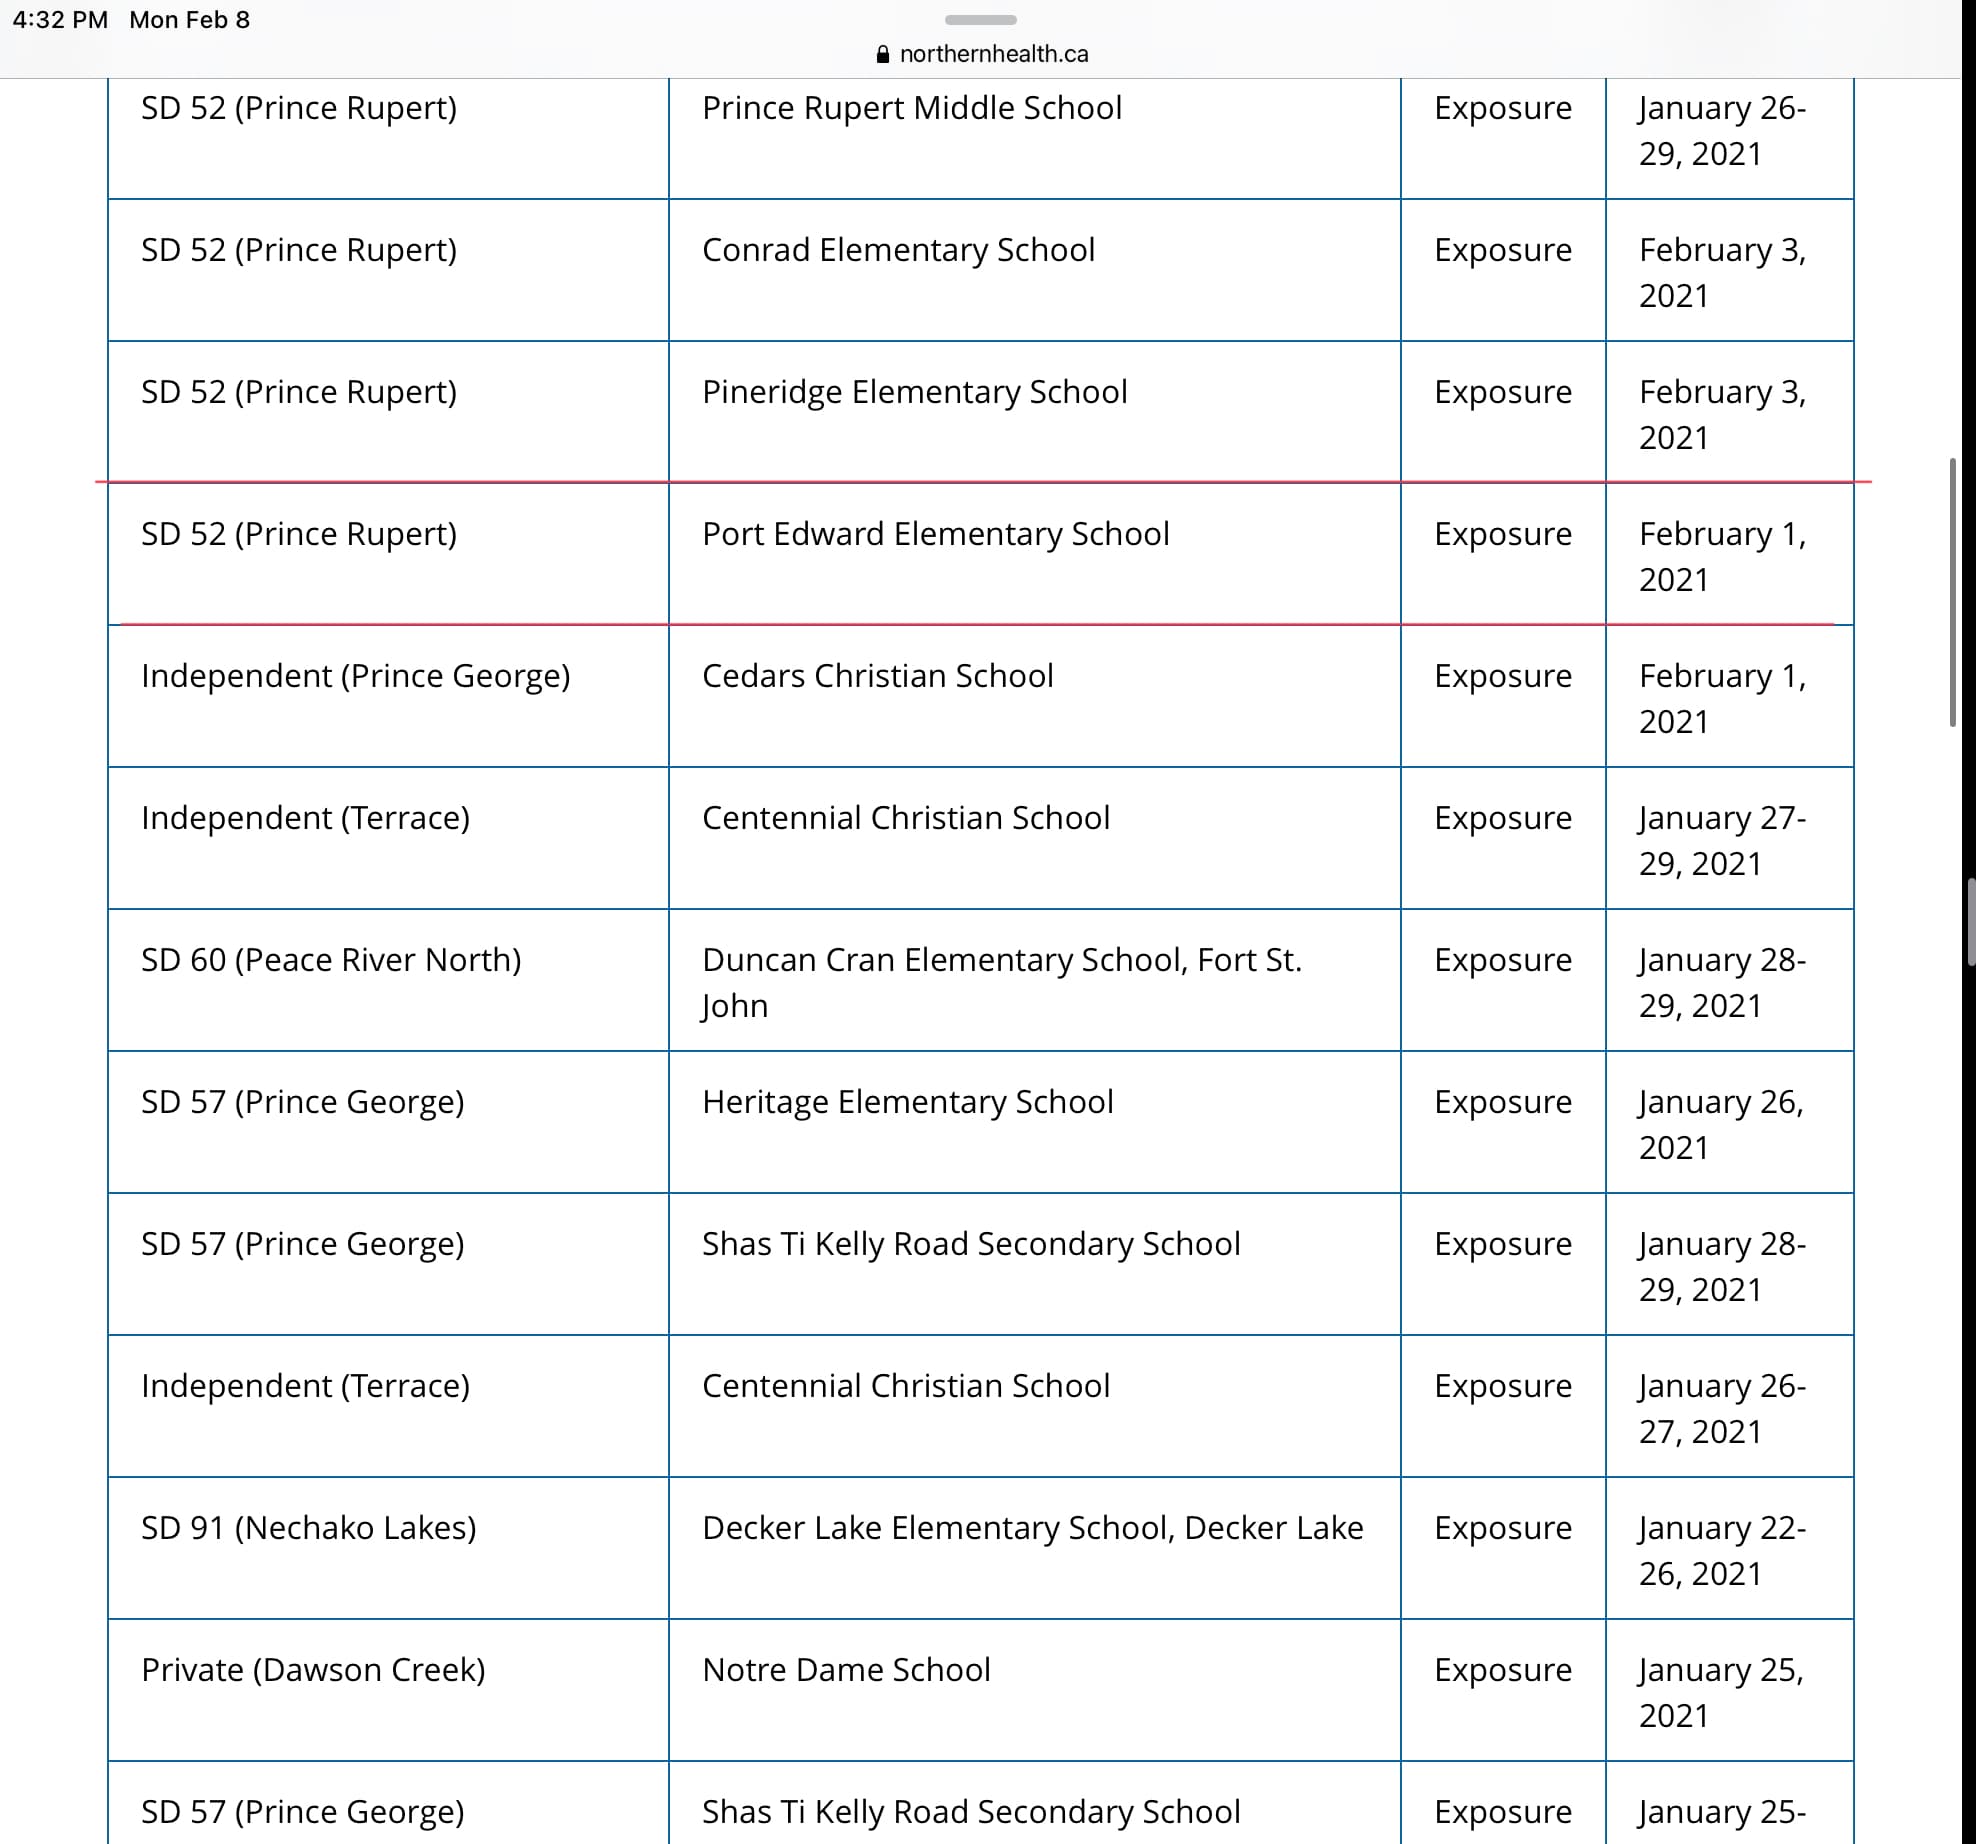 4:32 PM Mon Feb 8
northernhealth.ca
SD 52 (Prince Rupert) Prince Rupert Middle School Exposure January 26-
29, 2021
SD 52 (Prince Rupert) Conrad Elementary School Exposure February 3,
2021
SD 52 (Prince Rupert) Pineridge Elementary School Exposure February 3,
2021
SD 52 (Prince Rupert) Port Edward Elementary School Exposure February 1,
2021
Independent (Prince George) Cedars Christian School Exposure February 1,
2021
Independent (Terrace) Centennial Christian School Exposure January 27-
29, 2021
SD 60 (Peace River North) Duncan Cran Elementary School, Fort St. Exposure January 28-
John 29, 2021
SD 57 (Prince George) Heritage Elementary School Exposure January 26,
2021
SD 57 (Prince George) Shas Ti Kelly Road Secondary School Exposure January 28-
29, 2021
Independent (Terrace) Centennial Christian School Exposure January 26-
27, 2021
SD 91 (Nechako Lakes) Decker Lake Elementary School, Decker Lake Exposure January 22-
26, 2021
Private (Dawson Creek) Notre Dame School Exposure January 25,
2021
SD 57 (Prince George) Shas Ti Kelly Road Secondary School Exposure January 25-